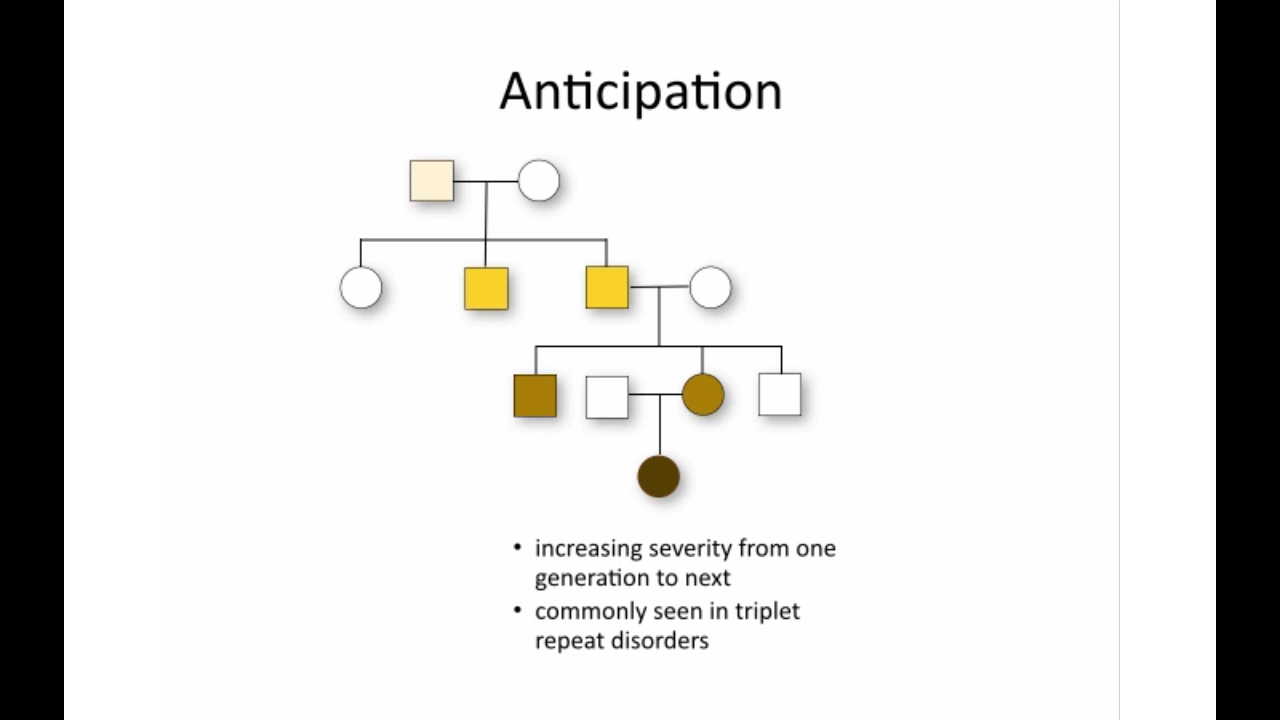 Anticipation
• increasing severity from one
generation to next
• commonly seen in triplet
repeat disorders